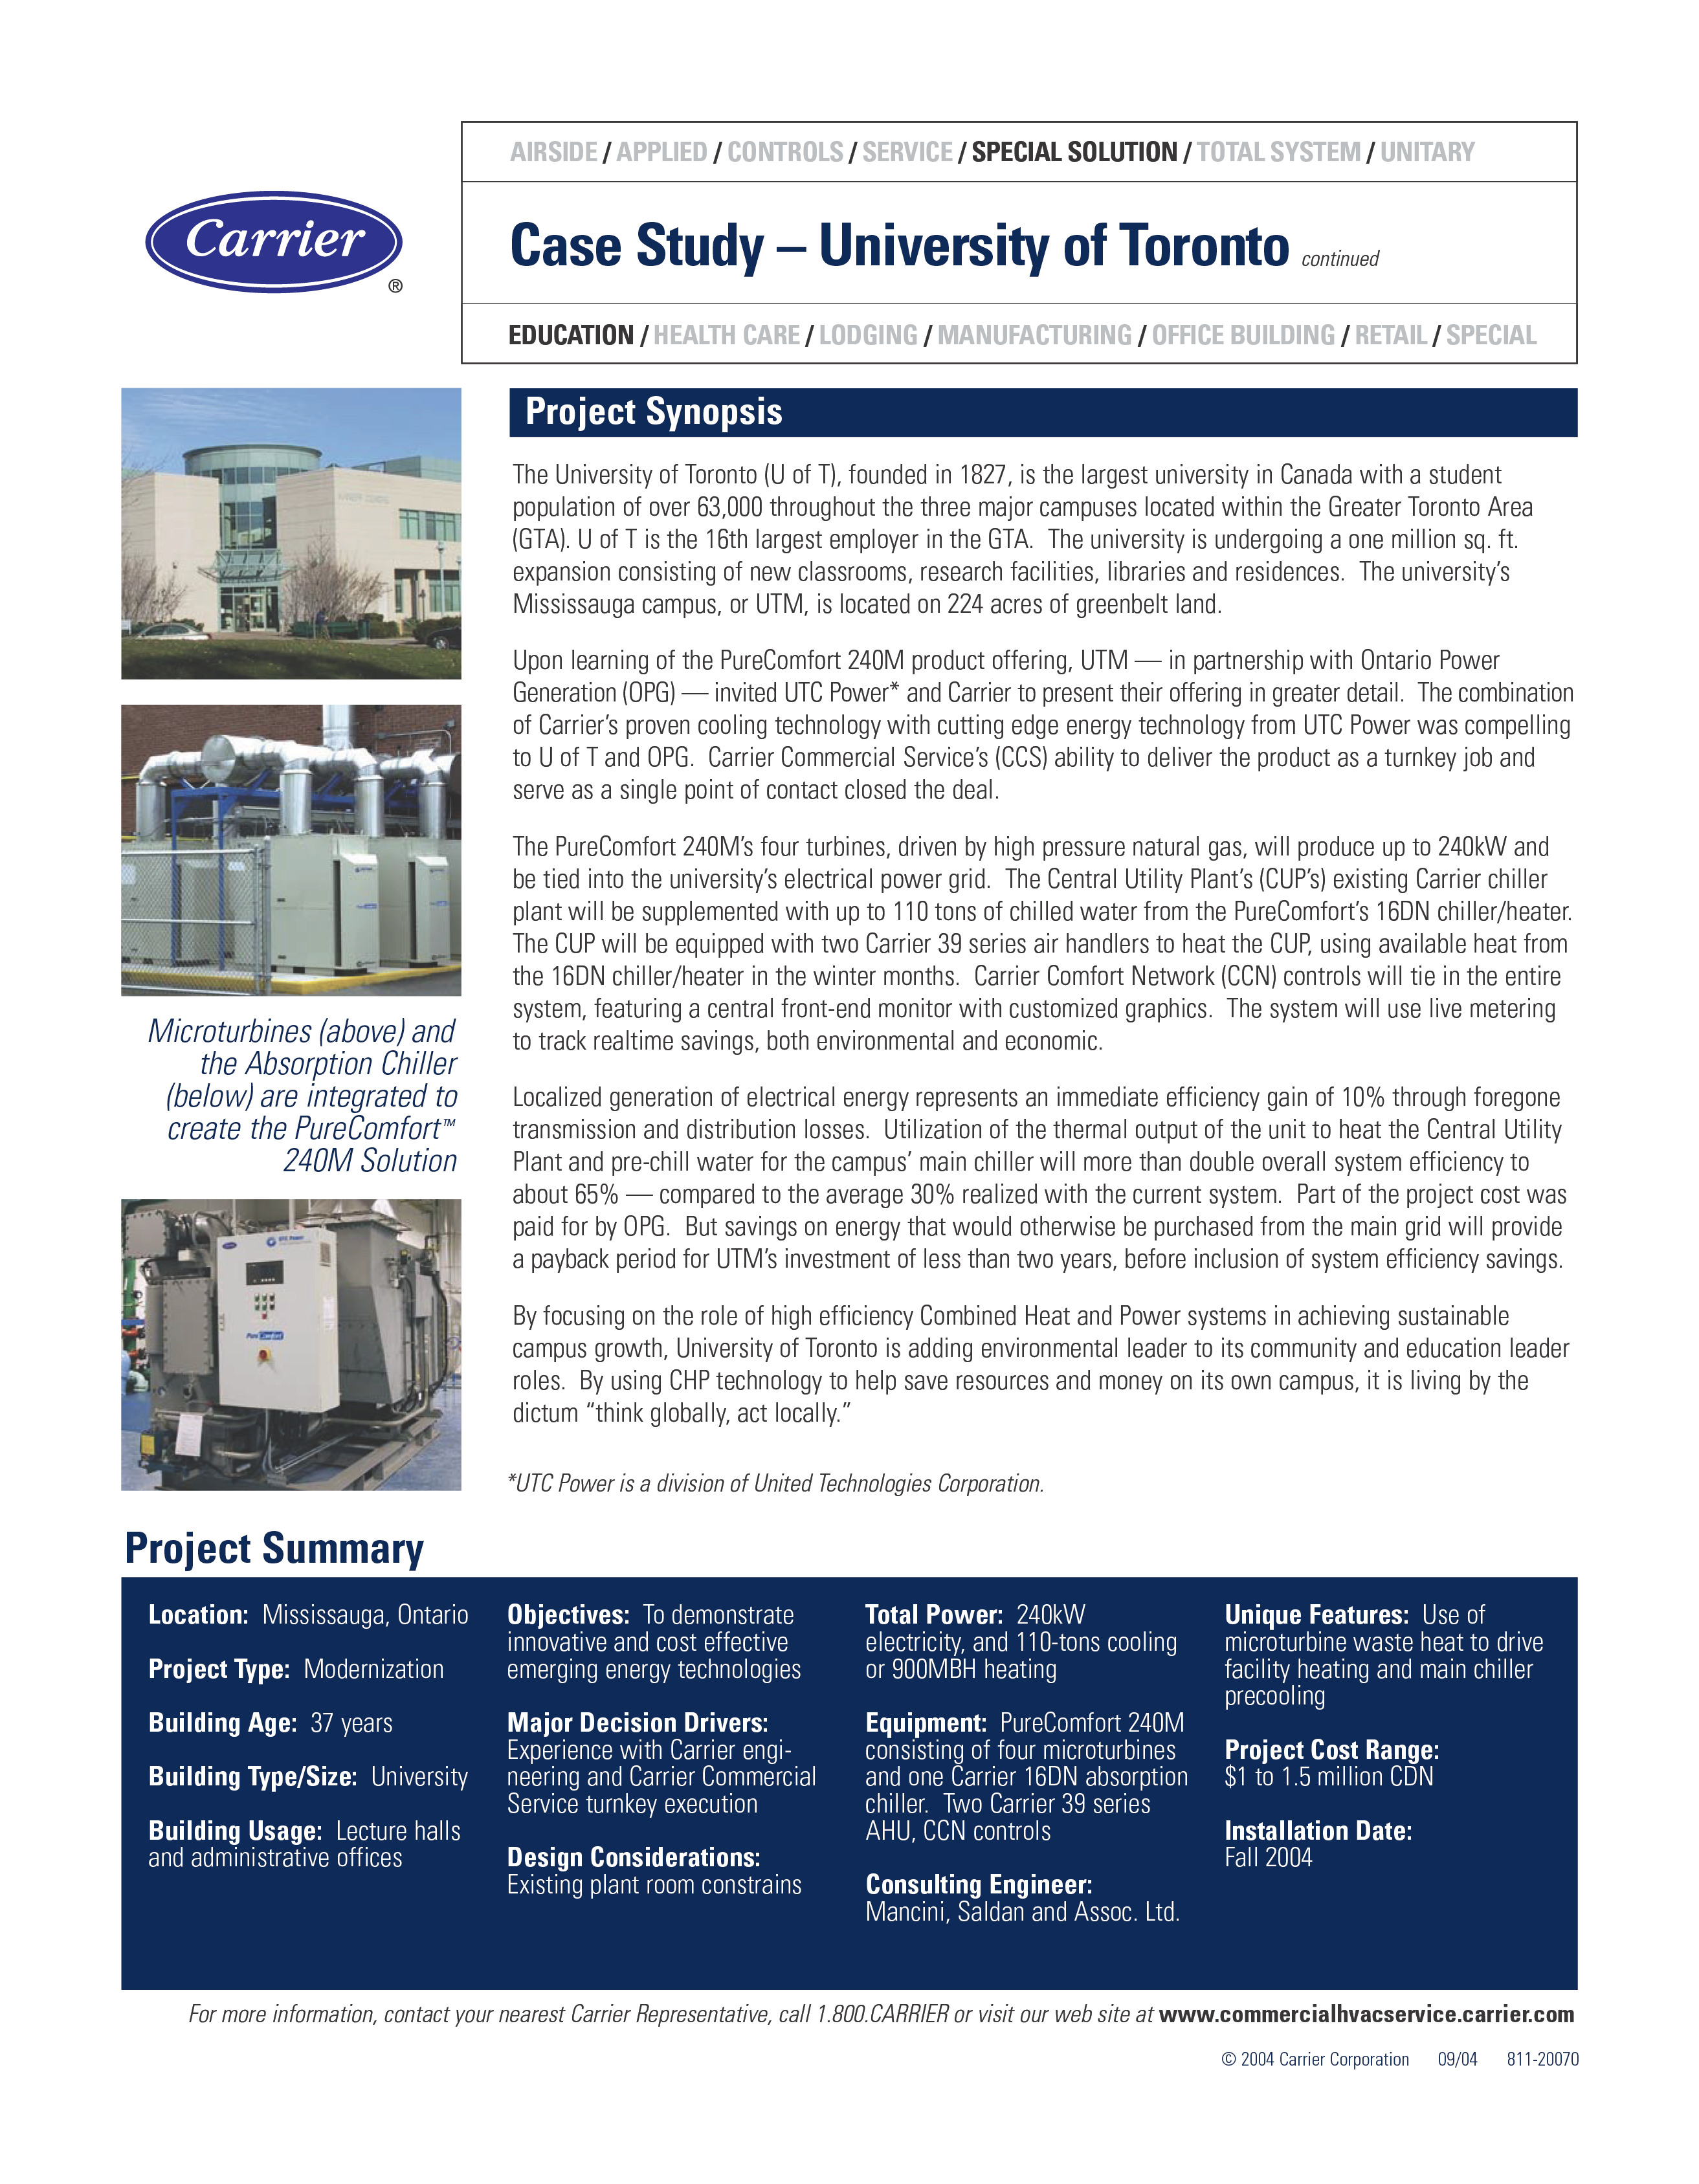 AIRSIDE / APPLIED / CONTROLS / SERVICE / SPECIAL SOLUTION / TOTAL SYSTEM / UNITARY
Carrier
®
Case Study – University of Toronto continued
EDUCATION / HEALTH CARE / LODGING / MANUFACTURING / OFFICE BUILDING / RETAIL / SPECIAL
Project Synopsis
The University of Toronto (U of T), founded in 1827, is the largest university in Canada with a student
population of over 63,000 throughout the three major campuses located within the Greater Toronto Area
(GTA). U of T is the 16th largest employer in the GTA. The university is undergoing a one million sq. ft.
expansion consisting of new classrooms, research facilities, libraries and residences. The university's
Mississauga campus, or UTM, is located on 224 acres of greenbelt land.
Upon learning of the PureComfort 240M product offering, UTM — in partnership with Ontario Power
Generation (OPG) — invited UTC Power* and Carrier to present their offering in greater detail. The combination
of Carrier's proven cooling technology with cutting edge energy technology from UTC Power was compelling
to U of T and OPG. Carrier Commercial Service's (CCS) ability to deliver the product as a turnkey job and
serve as a single point of contact closed the deal.
The PureComfort 240M's four turbines, driven by high pressure natural gas, will produce up to 240kW and
be tied into the university's electrical power grid. The Central Utility Plant's (CUP's) existing Carrier chiller
plant will be supplemented with up to 110 tons of chilled water from the PureComfort's 16DN chiller/heater.
The CUP will be equipped with two Carrier 39 series air handlers to heat the CUP, using available heat from
the 16DN chiller/heater in the winter months. Carrier Comfort Network (CCN) controls will tie in the entire
system, featuring a central front-end monitor with customized graphics. The system will use live metering
to track realtime savings, both environmental and economic.
Localized generation of electrical energy represents an immediate efficiency gain of 10% through foregone
transmission and distribution losses. Utilization of the thermal output of the unit to heat the Central Utility
Plant and pre-chill water for the campus' main chiller will more than double overall system efficiency to
about 65% — compared to the average 30% realized with the current system. Part of the project cost was
paid for by OPG. But savings on energy that would otherwise be purchased from the main grid will provide
a payback period for UTM's investment of less than two years, before inclusion of system efficiency savings.
By focusing on the role of high efficiency Combined Heat and Power systems in achieving sustainable
campus growth, University of Toronto is adding environmental leader to its community and education leader
roles. By using CHP technology to help save resources and money on its own campus, it is living by the
dictum “think globally, act locally.”
*UTC Power is a division of United Technologies Corporation.
Microturbines (above) and
the Absorption Chiller
(below) are integrated to
create the PureComfort™
240M Solution
UTC Power
PureComfort
Project Summary
Location: Mississauga, Ontario
Project Type: Modernization
Building Age: 37 years
Building Type/Size: University
Building Usage: Lecture halls
and administrative offices
Objectives: To demonstrate
innovative and cost effective
emerging energy technologies
Major Decision Drivers:
Experience with Carrier engi-
neering and Carrier Commercial
Service turnkey execution
Design Considerations:
Existing plant room constrains
Total Power: 240kW
electricity, and 110-tons cooling
or 900MBH heating
Equipment: PureComfort 240M
consisting of four microturbines
and one Carrier 16DN absorption
chiller. Two Carrier 39 series
AHU, CCN controls
Consulting Engineer:
Mancini, Saldan and Assoc. Ltd.
Unique Features: Use of
microturbine waste heat to drive
facility heating and main chiller
precooling
Project Cost Range:
$1 to 1.5 million CDN
Installation Date:
Fall 2004
For more information, contact your nearest Carrier Representative, call 1.800.CARRIER or visit our web site at www.commercialhvacservice.carrier.com
© 2004 Carrier Corporation 09/04 811-20070